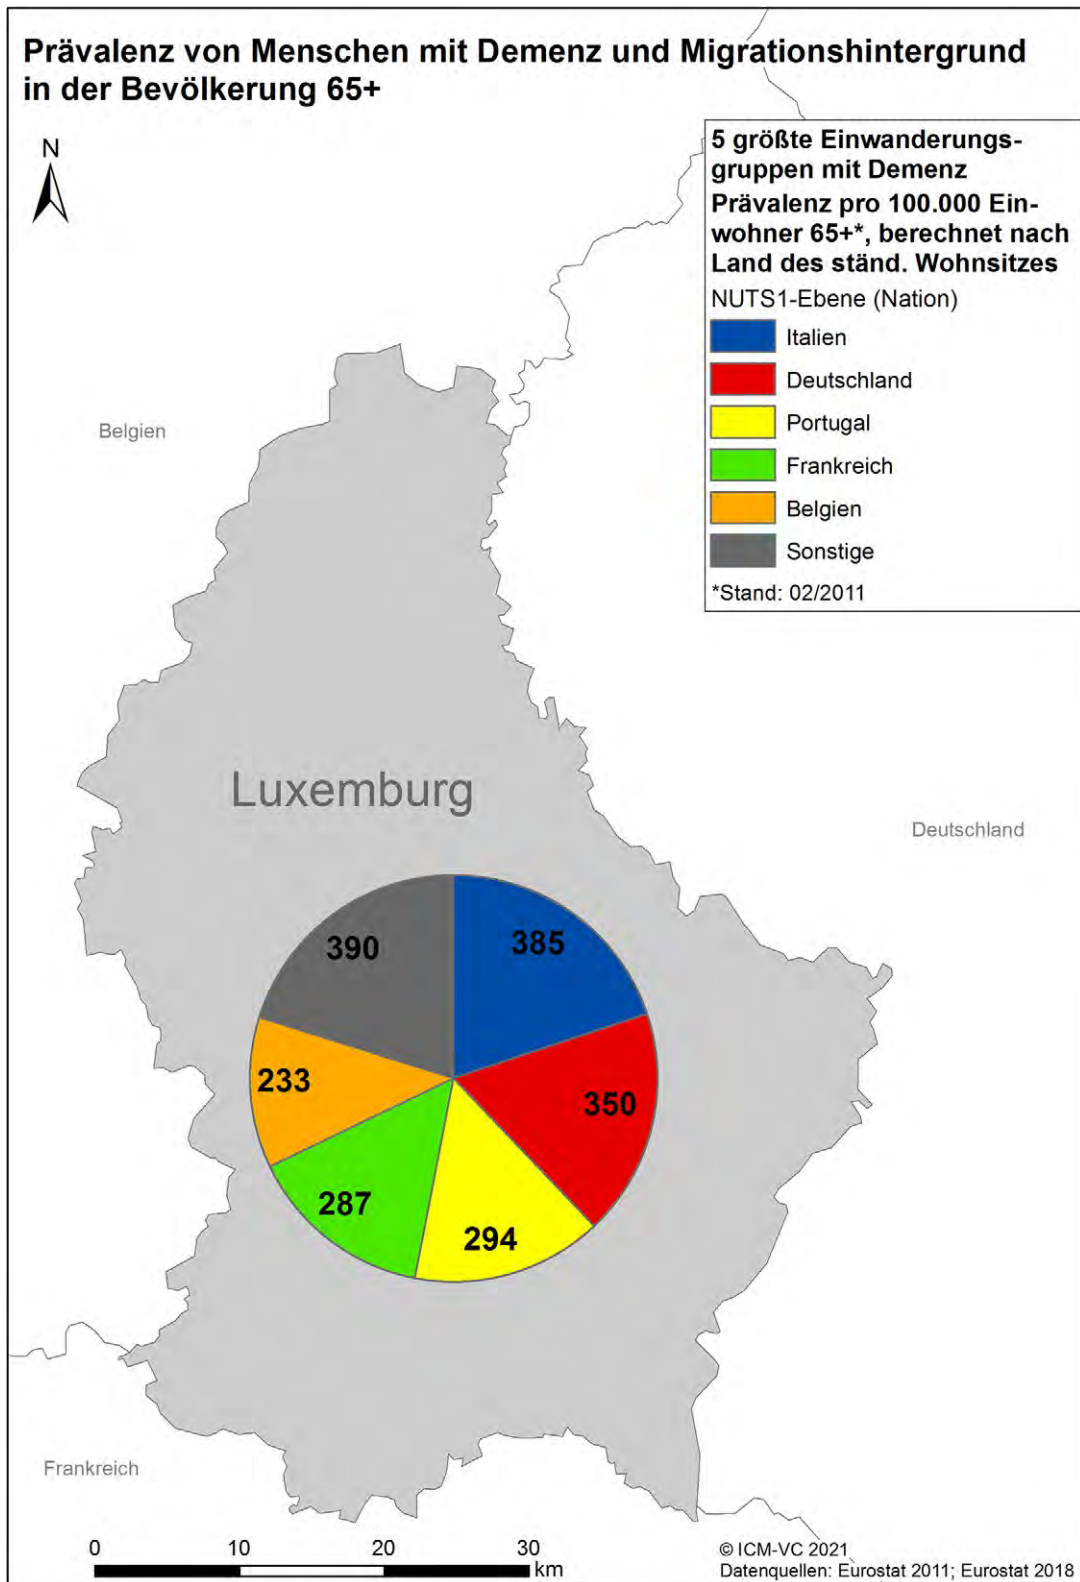 Prävalenz von Menschen mit Demenz und Migrationshintergrund
in der Bevölkerung 65+
N
5 größte Einwanderungs-
gruppen mit Demenz
Prävalenz pro 100.000 Ein-
wohner 65+*, berechnet nach
Land des ständ. Wohnsitzes
NUTS1-Ebene (Nation)
Italien
Deutschland
Portugal
Frankreich
Belgien
Sonstige
*Stand: 02/2011
Belgien
Luxemburg
Deutschland
390
385
233
350
287
294
Frankreich
0 10 20 30
km
© ICM-VC 2021
Datenquellen: Eurostat 2011; Eurostat 2018